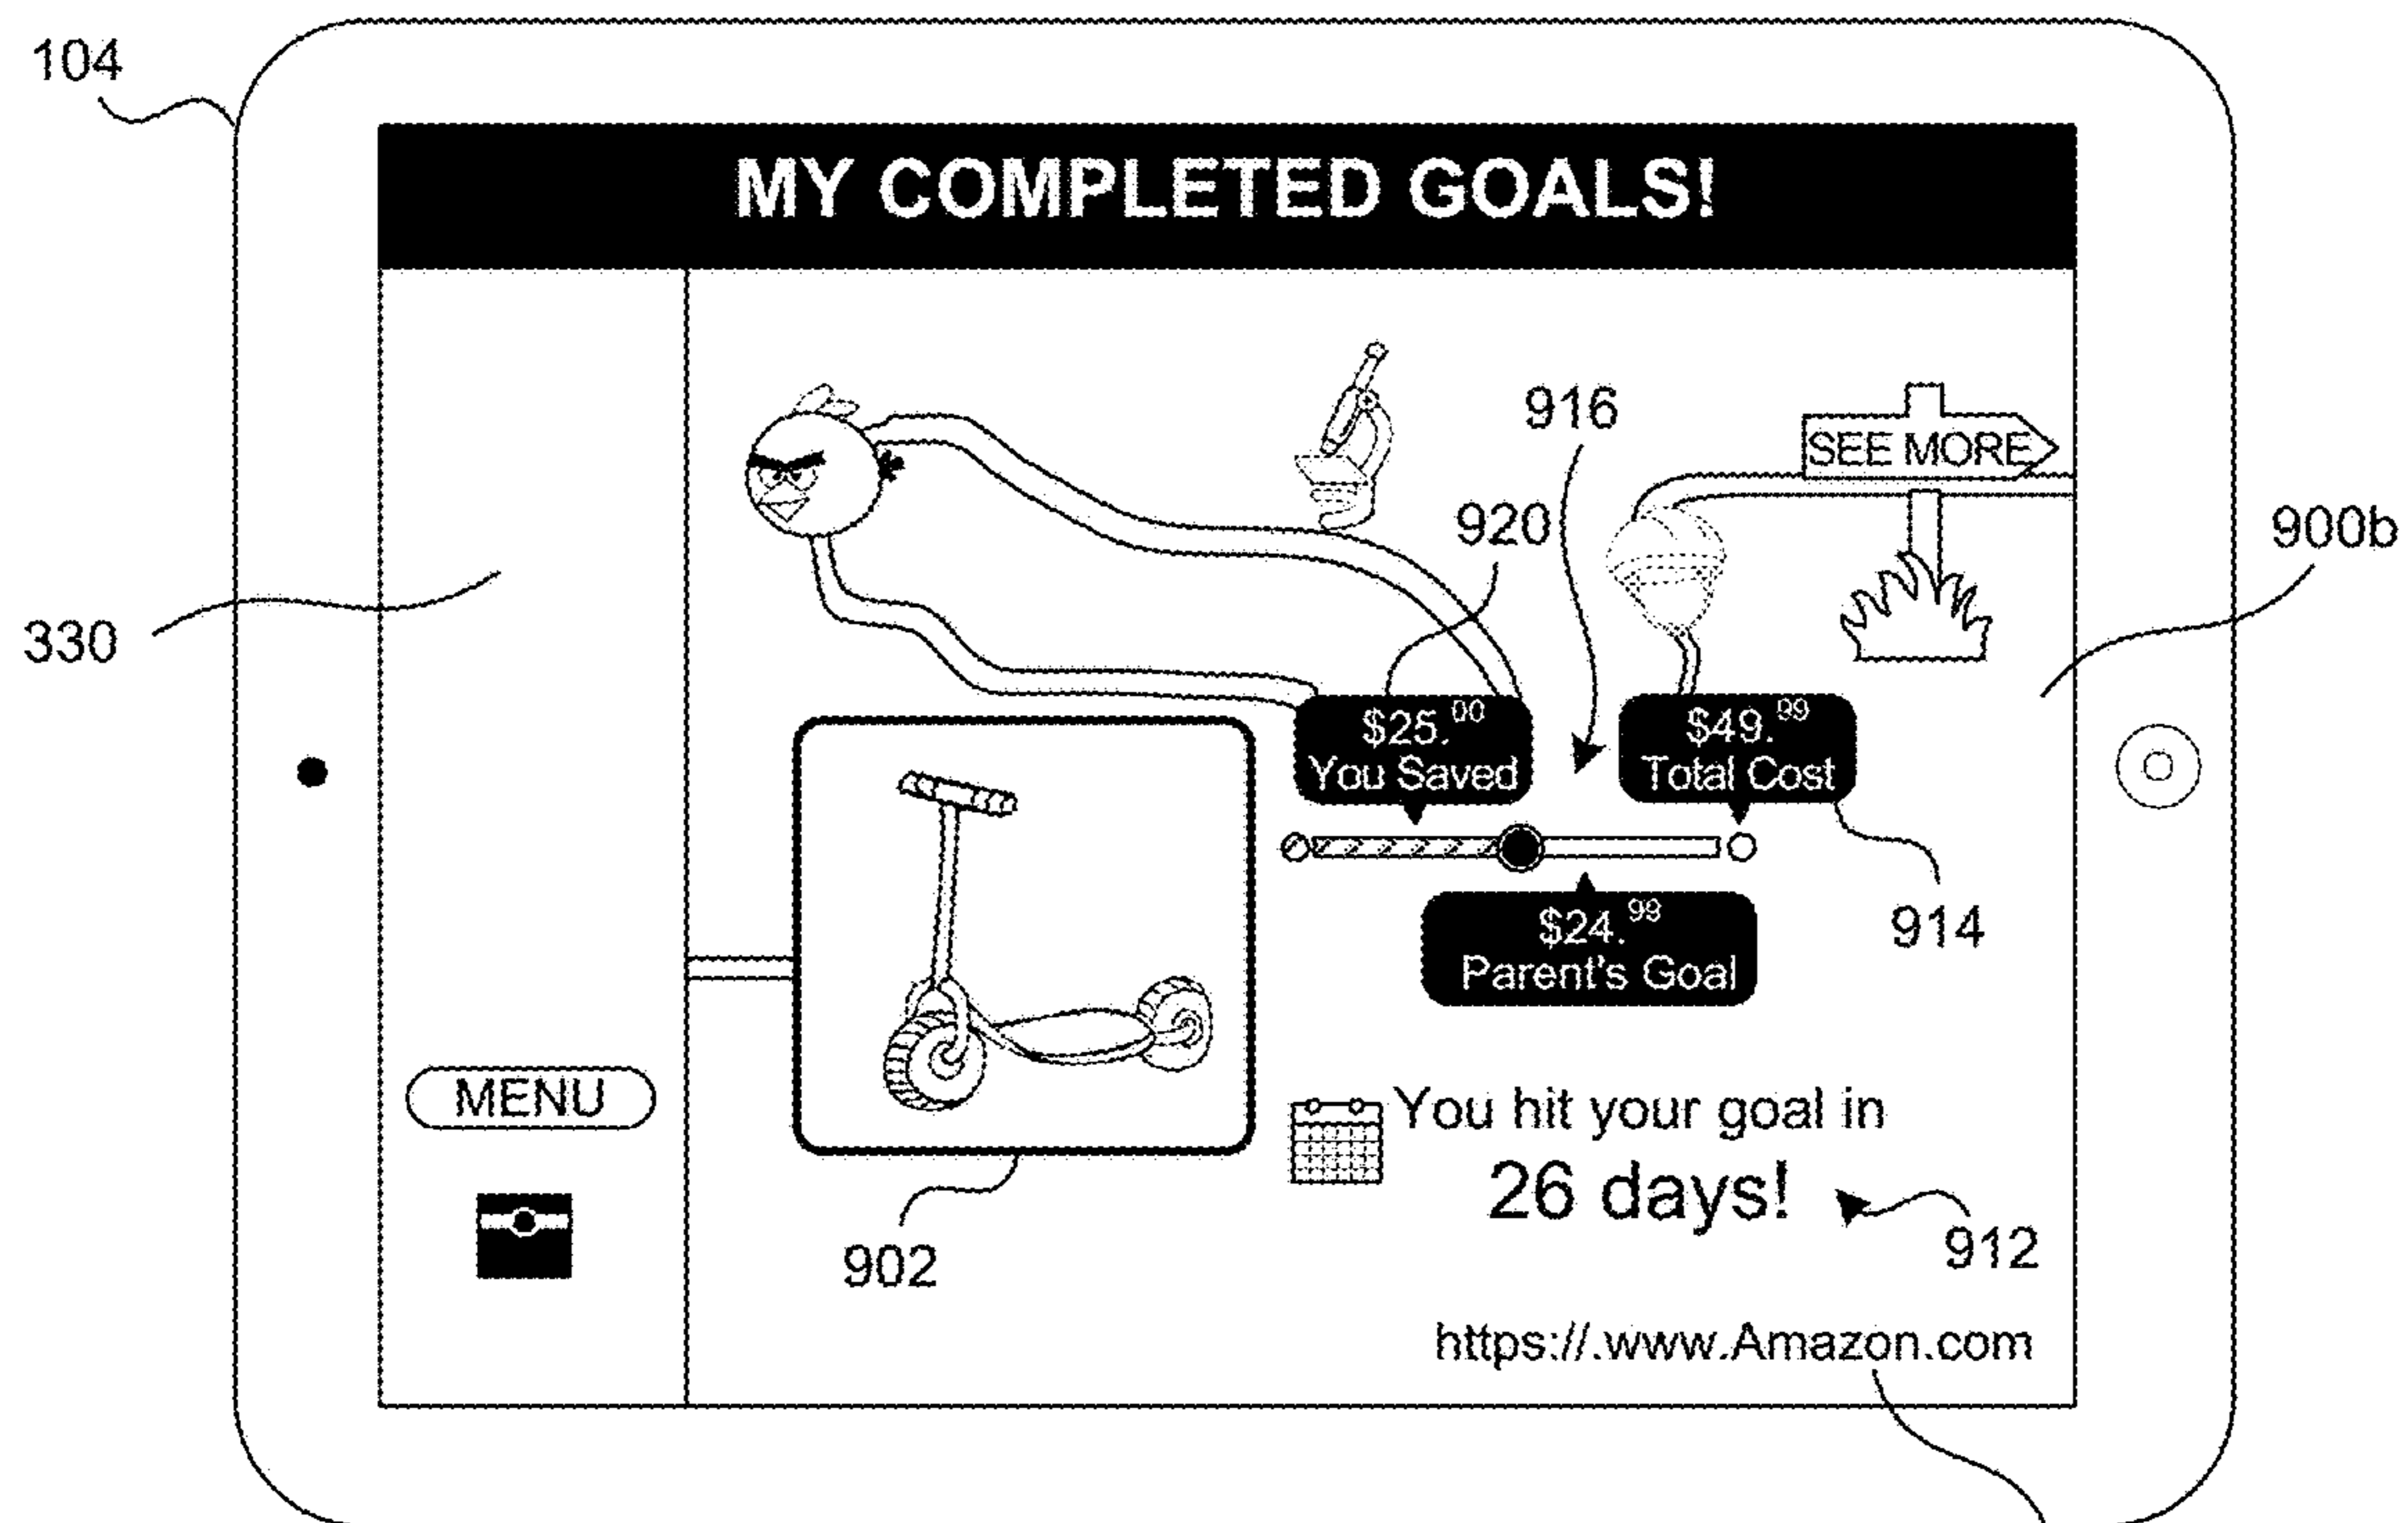 104
MY COMPLETED GOALS!
916
SEE MORE
920
900b
330
$25.00
You Saved
$49.99
Total Cost
914
$24.99
Parent's Goal
MENU
You hit your goal in
26 days!
902
912
https://.www.Amazon.com